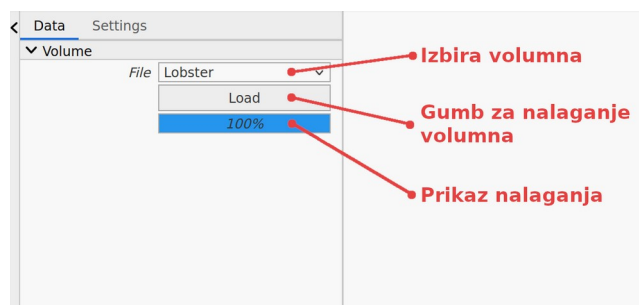 Data Settings
Volume
File Lobster
Load
100%
Izbira volumna
Gumb za nalaganje
volumna
Prikaz nalaganja